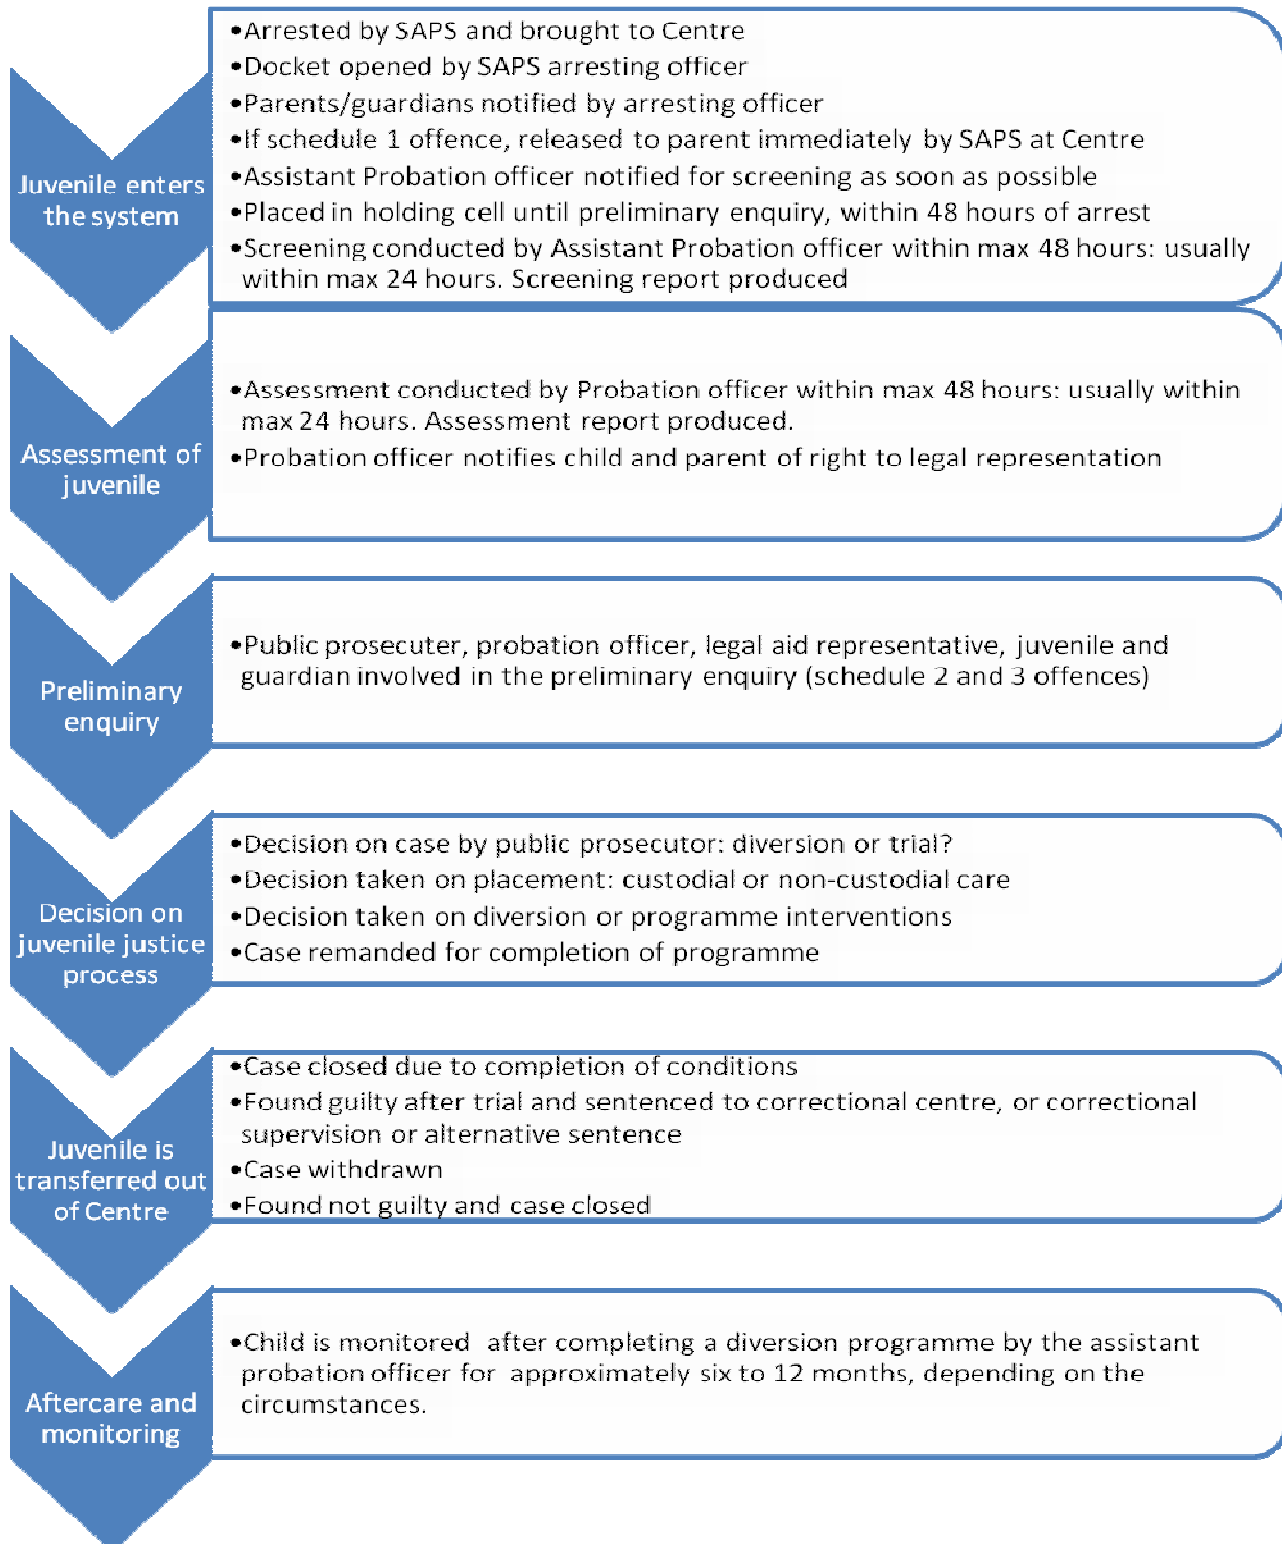 •Arrested by SAPS and brought to Centre
•Docket opened by SAPS arresting officer
•Parents/guardians notified by arresting officer
•If schedule 1 offence, released to parent immediately by SAPS at Centre
•Assistant Probation officer notified for screening as soon as possible
•Placed in holding cell until preliminary enquiry, within 48 hours of arrest
•Screening conducted by Assistant Probation officer within max 48 hours: usually
within max 24 hours. Screening report produced
Juvenile enters
the system
•Assessment conducted by Probation officer within max 48 hours: usually within
max 24 hours. Assessment report produced.
•Probation officer notifies child and parent of right to legal representation
Assessment of
juvenile
•Public prosecuter, probation officer, legal aid representative, juvenile and
guardian involved in the preliminary enquiry (schedule 2 and 3 offences)
Preliminary
enquiry
•Decision on case by public prosecutor: diversion or trial?
•Decision taken on placement: custodial or non-custodial care
•Decision taken on diversion or programme interventions
•Case remanded for completion of programme
Decision on
juvenile justice
process
•Case closed due to completion of conditions
•Found guilty after trial and sentenced to correctional centre, or correctional
supervision or alternative sentence
•Case withdrawn
•Found not guilty and case closed
Juvenile is
transferred out
of Centre
•Child is monitored after completing a diversion programme by the assistant
probation officer for approximately six to 12 months, depending on the
circumstances.
Aftercare and
monitoring